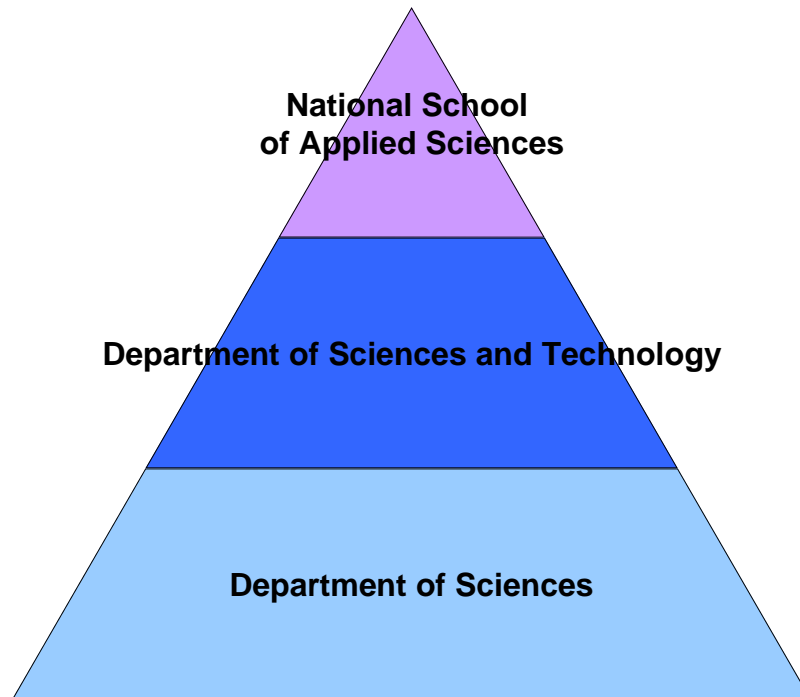 National School
of Applied Sciences
Department of Sciences and Technology
Department of Sciences